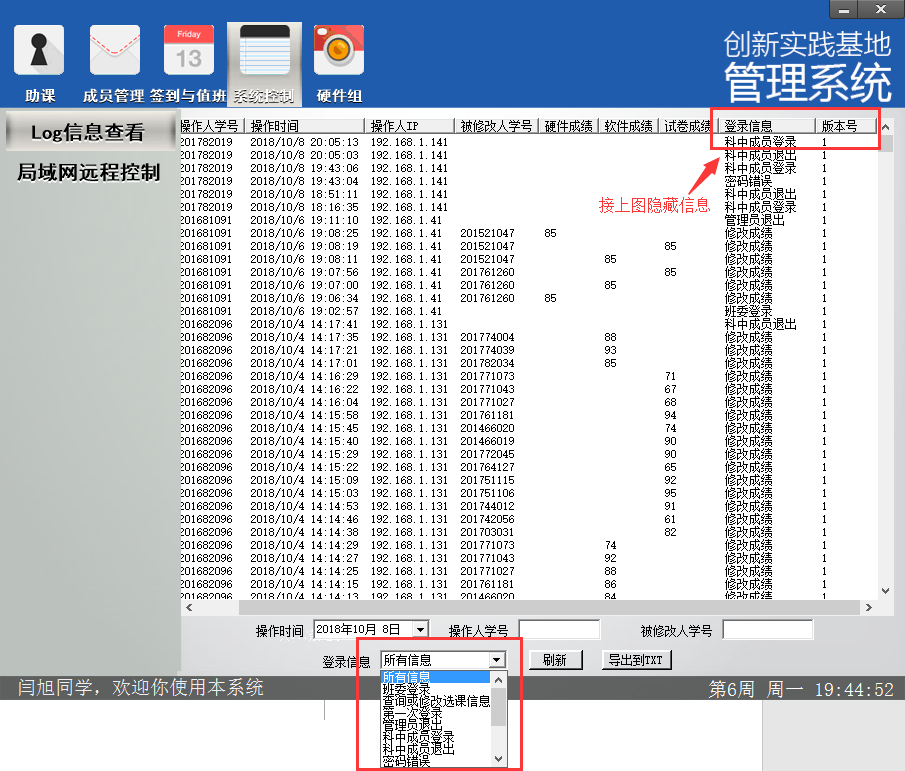 创新实践基地
管理系统
Friday
13
助课 成员管理 签到与值班 系统控制 硬件组
Log信息查看
局域网远程控制
操作人学号 操作时间 操作人IP 被修改人学号 硬件成绩 软件成绩 试卷成绩 登录信息 版本号
201782019 2018/10/8 20:05:13 192.168.1.141 科中成员登录 1
201782019 2018/10/8 20:05:03 192.168.1.141 科中成员退出 1
201782019 2018/10/8 19:43:06 192.168.1.141 科中成员登录 1
201782019 2018/10/8 19:43:04 192.168.1.141 密码错误 1
201782019 2018/10/8 18:51:11 192.168.1.141 科中成员退出 1
201782019 2018/10/8 18:16:35 192.168.1.141 科中成员登录 1
201681091 2018/10/6 19:11:10 192.168.1.41 管理员退出 1
201681091 2018/10/6 19:08:25 192.168.1.41 201521047 85 修改成绩 1
201681091 2018/10/6 19:08:19 192.168.1.41 201521047 85 修改成绩 1
201681091 2018/10/6 19:08:11 192.168.1.41 201521047 85 修改成绩 1
201681091 2018/10/6 19:07:56 192.168.1.41 201761260 85 修改成绩 1
201681091 2018/10/6 19:07:00 192.168.1.41 201761260 85 修改成绩 1
201681091 2018/10/6 19:06:34 192.168.1.41 201761260 85 修改成绩 1
201681091 2018/10/6 19:02:57 192.168.1.41 班委登录 1
201682096 2018/10/4 14:17:41 192.168.1.131 科中成员退出 1
201682096 2018/10/4 14:17:35 192.168.1.131 201774004 88 修改成绩 1
201682096 2018/10/4 14:17:21 192.168.1.131 201774039 93 修改成绩 1
201682096 2018/10/4 14:17:01 192.168.1.131 201782034 85 修改成绩 1
201682096 2018/10/4 14:16:29 192.168.1.131 201771073 71 修改成绩 1
201682096 2018/10/4 14:16:22 192.168.1.131 201771043 67 修改成绩 1
201682096 2018/10/4 14:16:04 192.168.1.131 201771027 68 修改成绩 1
201682096 2018/10/4 14:15:58 192.168.1.131 201761181 94 修改成绩 1
201682096 2018/10/4 14:15:45 192.168.1.131 201466020 74 修改成绩 1
201682096 2018/10/4 14:15:40 192.168.1.131 201466019 90 修改成绩 1
201682096 2018/10/4 14:15:29 192.168.1.131 201772045 90 修改成绩 1
201682096 2018/10/4 14:15:22 192.168.1.131 201764127 65 修改成绩 1
201682096 2018/10/4 14:15:09 192.168.1.131 201751115 92 修改成绩 1
201682096 2018/10/4 14:15:03 192.168.1.131 201751106 95 修改成绩 1
201682096 2018/10/4 14:14:53 192.168.1.131 201744012 91 修改成绩 1
201682096 2018/10/4 14:14:46 192.168.1.131 201742056 61 修改成绩 1
201682096 2018/10/4 14:14:38 192.168.1.131 201703031 82 修改成绩 1
201682096 2018/10/4 14:14:29 192.168.1.131 201771073 74 修改成绩 1
201682096 2018/10/4 14:14:27 192.168.1.131 201771043 92 修改成绩 1
201682096 2018/10/4 14:14:25 192.168.1.131 201771027 88 修改成绩 1
201682096 2018/10/4 14:14:15 192.168.1.131 201761181 86 修改成绩 1
201682096 2018/10/4 14:14:13 192.168.1.131 201466020 84 修改成绩 1
接上图隐藏信息
操作时间 2018年10月 8日 操作人学号 被修改人学号
登录信息 所有信息 刷新 导出到TXT
所有信息
班委登录
查询或修改选课信息
第一次登录
管理员退出
科中成员登录
科中成员退出
密码错误
闫旭同学，欢迎你使用本系统 第6周 周一 19:44:52